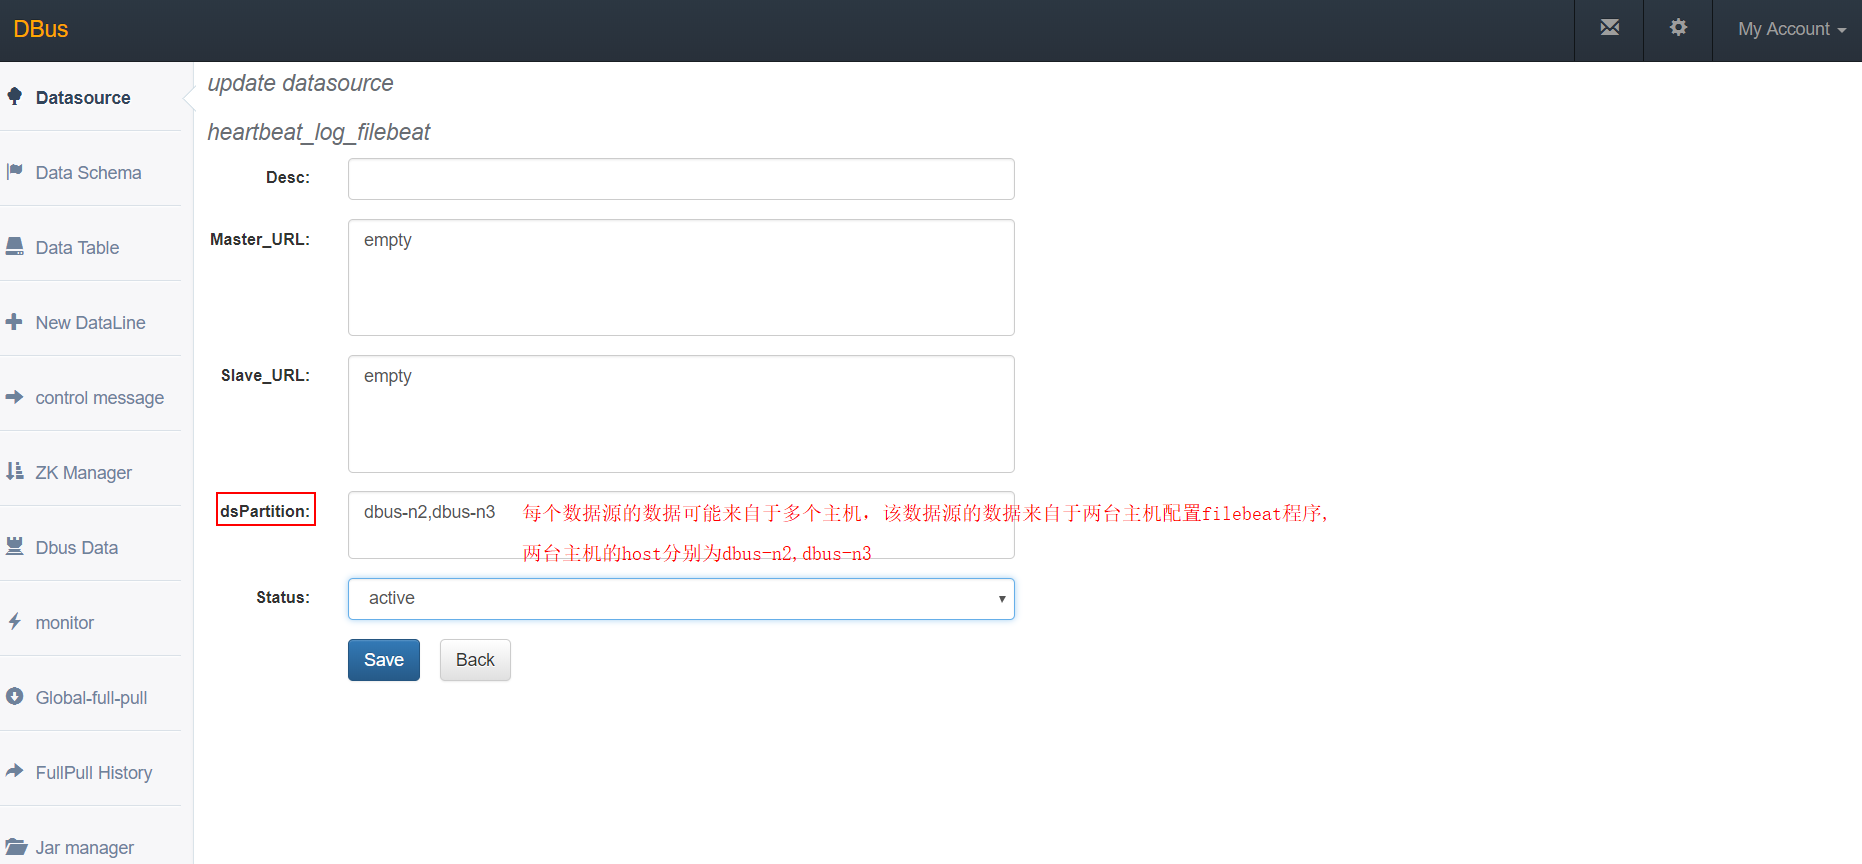 DBus
My Account
Datasource
Data Schema
Data Table
New DataLine
control message
ZK Manager
Dbus Data
monitor
Global-full-pull
FullPull History
Jar manager
update datasource
heartbeat_log_filebeat
Desc:
Master_URL:
empty
Slave_URL:
empty
dsPartition:
dbus-n2,dbus-n3
每个数据源的数据可能来自于多个主机，该数据源的数据来自于两台主机配置filebeat程序,
两台主机的host分别为dbus-n2,dbus-n3
Status:
active
Save
Back